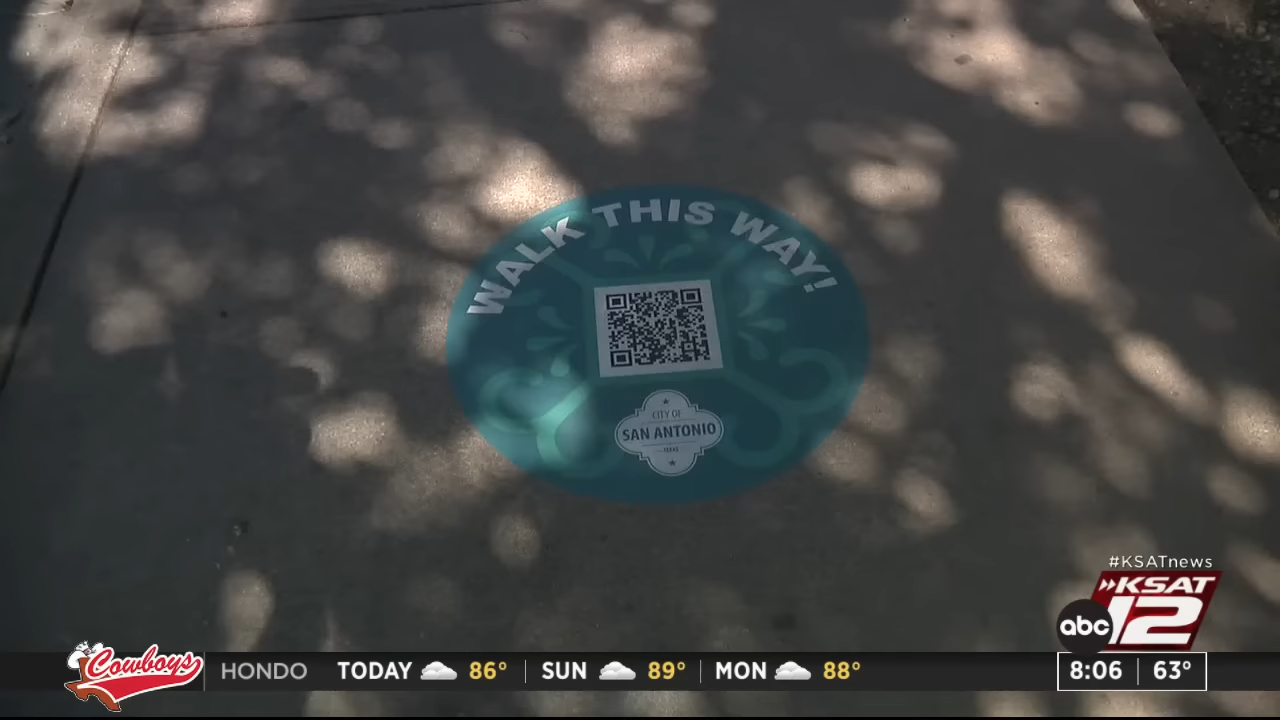 WALK THIS WAY!
CITY OF
SAN ANTONIO
TEXAS
#KSATnews
KSAT
abc 12
Cowboys HONDO TODAY 86° SUN 89° MON 88° 8:06 63°